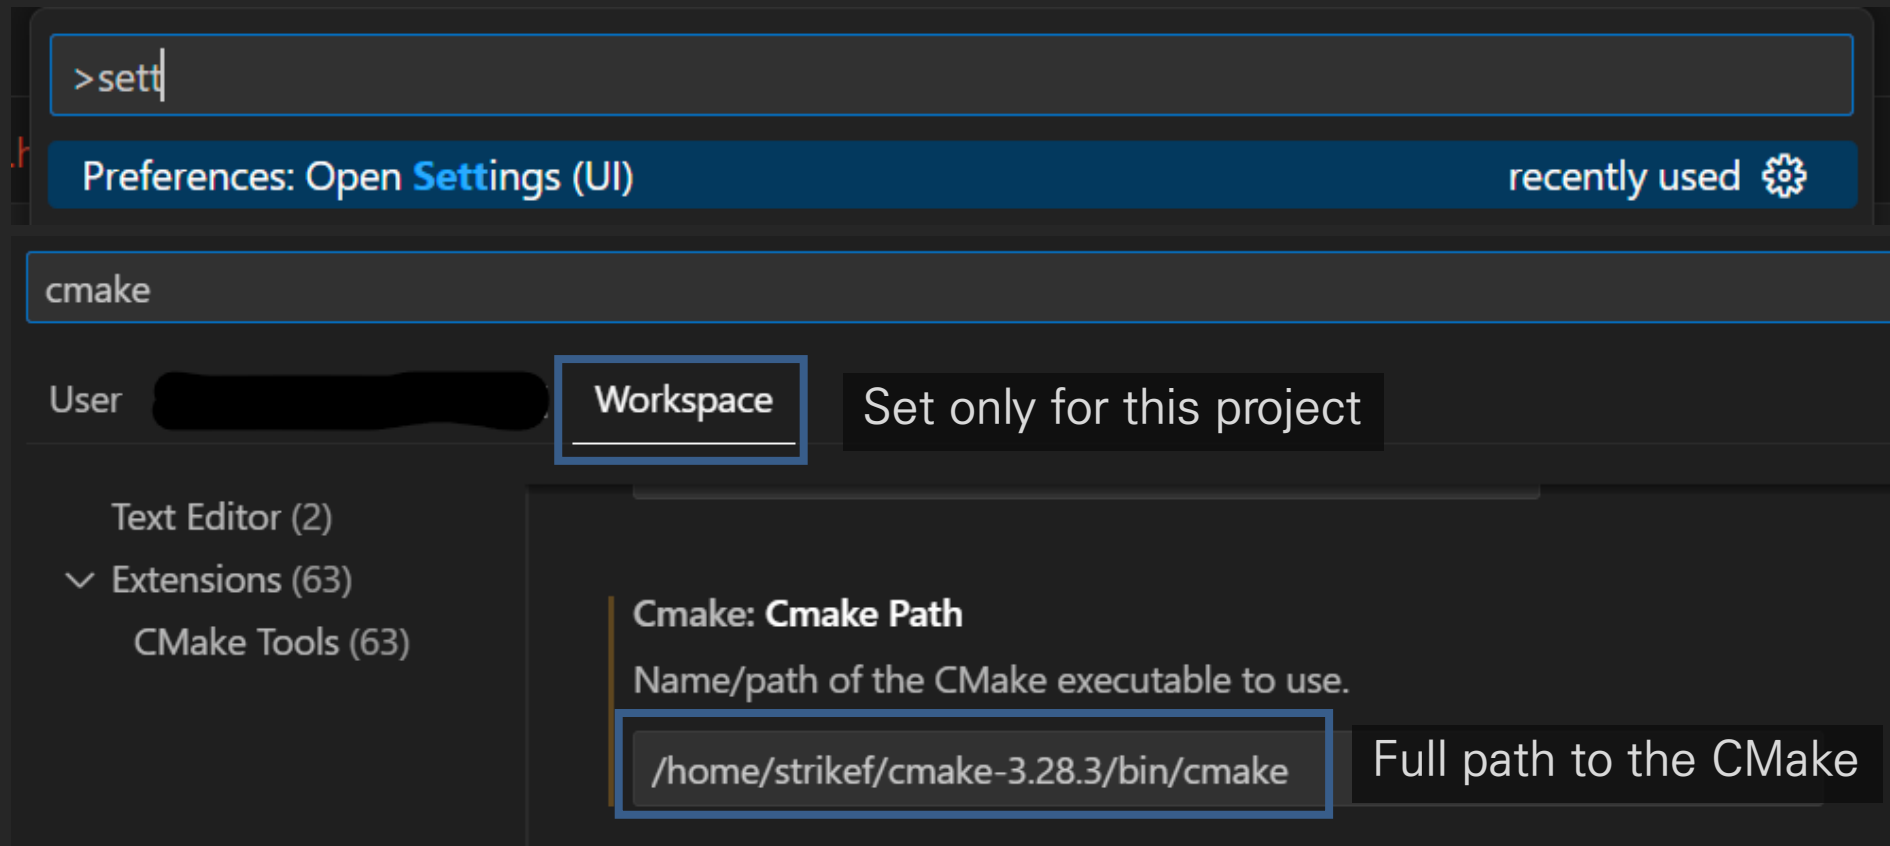 >sett
.h
Preferences: Open Settings (UI) recently used
cmake
User Workspace Set only for this project
Text Editor (2)
Extensions (63)
CMake Tools (63)
Cmake: Cmake Path
Name/path of the CMake executable to use.
/home/strikef/cmake-3.28.3/bin/cmake Full path to the CMake